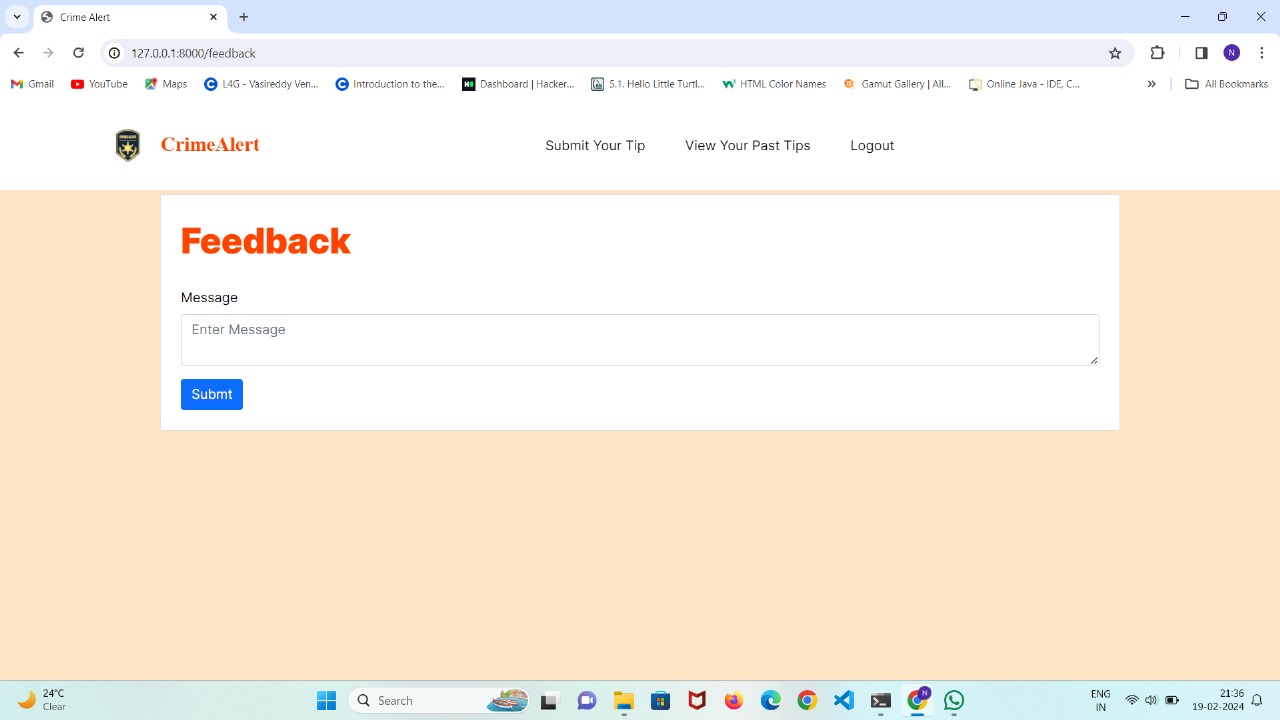 Crime Alert
127.0.0.1:8000/feedback
N
Gmail
YouTube
Maps
L4G - Vasireddy Ven...
Introduction to the...
Dashboard | Hacker...
5.1. Hello Little Turtl...
HTML Color Names
Gamut Gallery | All...
Online Java - IDE, C...
All Bookmarks
CrimeAlert
Submit Your Tip
View Your Past Tips
Logout
Feedback
Message
Enter Message
Submt
24°C
Clear
Search
N
ENG
IN
21:36
19-02-2024